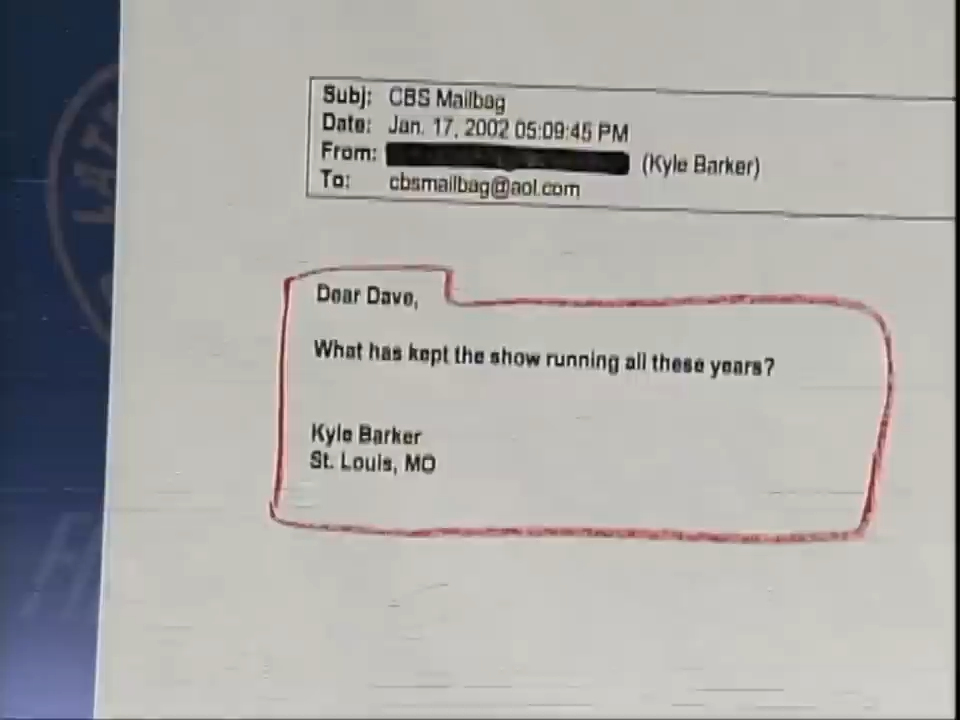 Subj: CBS Mailbag
Date: Jan. 17, 2002 05:09:45 PM
From: (Kyle Barker)
To: cbsmailbag@aol.com
Dear Dave,
What has kept the show running all these years?
Kyle Barker
St. Louis, MO